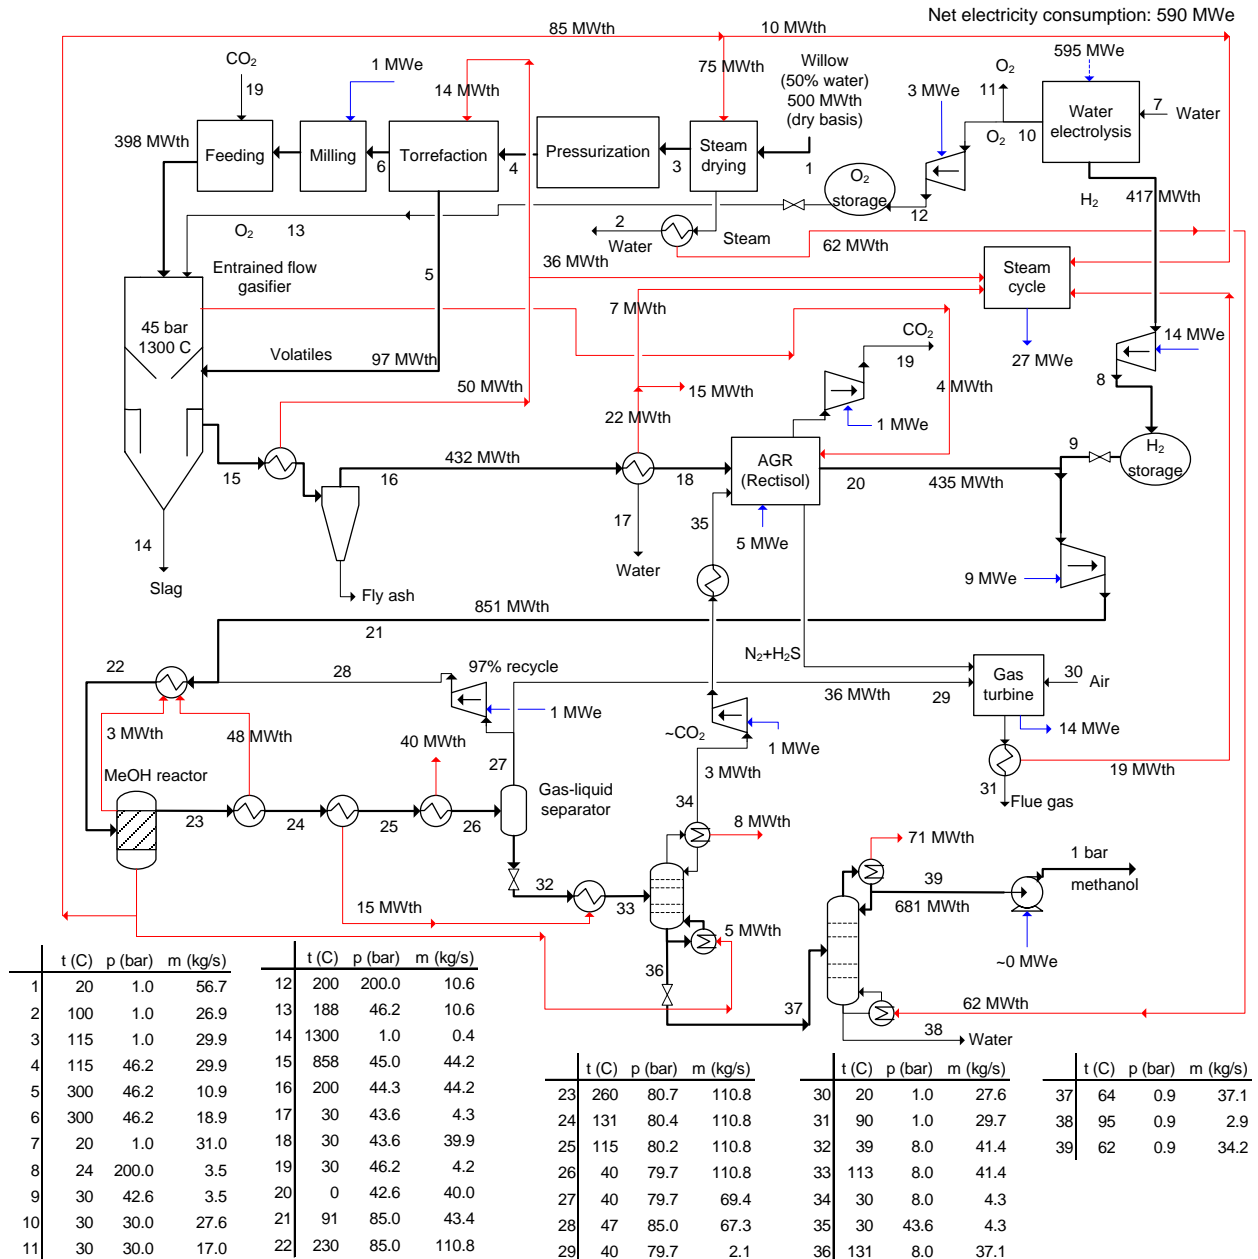 Net electricity consumption: 590 MWe
85 MWth
10 MWth
CO2
19
1 MWe
14 MWth
75 MWth
Willow
(50% water)
500 MWth
(dry basis)
O2
11
595 MWe
3 MWe
7
Water
398 MWth
Feeding
Milling
6
Torrefaction
4
Pressurization
3
Steam
drying
1
O2
10
Water
electrolysis
O2
storage
12
H2
417 MWth
O2
13
2
Water
Steam
62 MWth
36 MWth
Entrained flow
gasifier
5
Steam
cycle
45 bar
1300 C
7 MWth
Volatiles
97 MWth
50 MWth
CO2
19
27 MWe
14 MWe
8
15 MWth
4 MWth
22 MWth
1 MWe
15
16
432 MWth
18
AGR
(Rectisol)
20
435 MWth
9
H2
storage
14
Slag
17
Water
35
5 MWe
Fly ash
9 MWe
851 MWth
21
N2+H2S
22
28
97% recycle
36 MWth
29
Gas
turbine
30
Air
3 MWth
48 MWth
40 MWth
1 MWe
~CO2
1 MWe
14 MWe
MeOH reactor
27
Gas-liquid
separator
3 MWth
19 MWth
31
Flue gas
23
24
25
26
34
8 MWth
71 MWth
1 bar
methanol
32
33
39
681 MWth
15 MWth
5 MWth
~0 MWe
36
37
62 MWth
38
Water
t (C) p (bar) m (kg/s)
1 20 1.0 56.7
2 100 1.0 26.9
3 115 1.0 29.9
4 115 46.2 29.9
5 300 46.2 10.9
6 300 46.2 18.9
7 20 1.0 31.0
8 24 200.0 3.5
9 30 42.6 3.5
10 30 30.0 27.6
11 30 30.0 17.0
t (C) p (bar) m (kg/s)
12 200 200.0 10.6
13 188 46.2 10.6
14 1300 1.0 0.4
15 858 45.0 44.2
16 200 44.3 44.2
17 30 43.6 4.3
18 30 43.6 39.9
19 30 46.2 4.2
20 0 42.6 40.0
21 91 85.0 43.4
22 230 85.0 110.8
t (C) p (bar) m (kg/s)
23 260 80.7 110.8
24 131 80.4 110.8
25 115 80.2 110.8
26 40 79.7 110.8
27 40 79.7 69.4
28 47 85.0 67.3
29 40 79.7 2.1
t (C) p (bar) m (kg/s)
30 20 1.0 27.6
31 90 1.0 29.7
32 39 8.0 41.4
33 113 8.0 41.4
34 30 8.0 4.3
35 30 43.6 4.3
36 131 8.0 37.1
t (C) p (bar) m (kg/s)
37 64 0.9 37.1
38 95 0.9 2.9
39 62 0.9 34.2